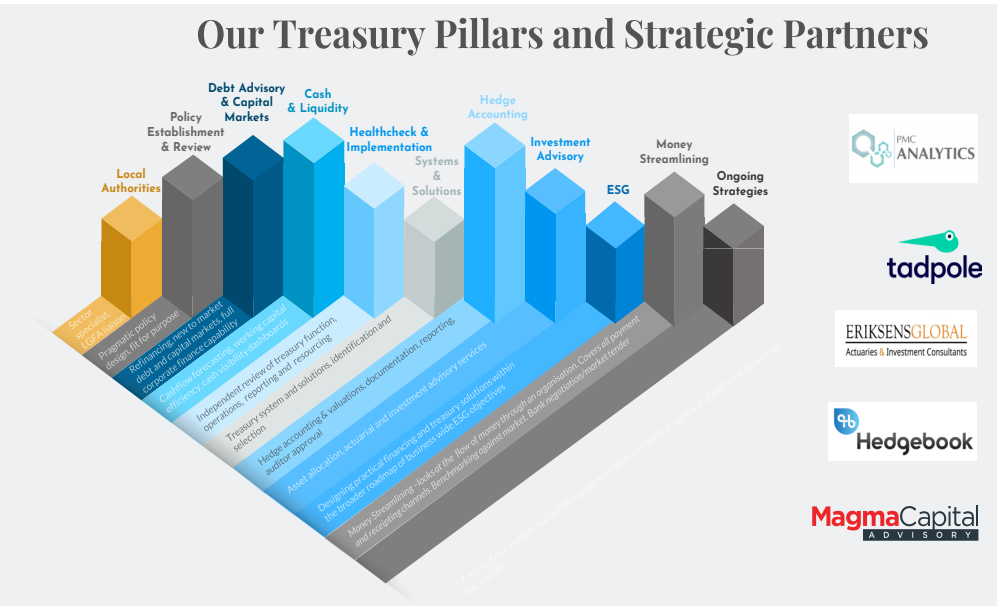 Our Treasury Pillars and Strategic Partners
Local
Authorities
Policy
Establishment
& Review
Debt Advisory
& Capital
Markets
Cash
& Liquidity
Healthcheck &
Implementation
Systems
&
Solutions
Hedge
Accounting
Investment
Advisory
ESG
Money
Streamlining
Ongoing
Strategies
Sector
specialist,
LGFA liaison
Pragmatic policy
design, fit for purpose
Refinancing, new to market
debt and capital markets, full
corporate finance capability
Cashflow forecasting, working capital
efficiency, cash visibility dashboards
Independent review of treasury function,
operations, reporting and resourcing
Treasury system and solutions, identification and
selection
Hedge accounting & valuations, documentation, reporting,
auditor approval
Asset allocation, actuarial and investment advisory services
Designing practical financing and treasury solutions within
the broader roadmap of business wide ESG objectives
Money Streamlining -looks at the flow of money through an organisation. Covers all payment
and receipting channels. Benchmarking against market. Bank negotiation market tender
PMC
ANALYTICS
tadpole
ERIKSENSGLOBAL
Actuaries & Investment Consultants
Hedgebook
MagmaCapital
ADVISORY